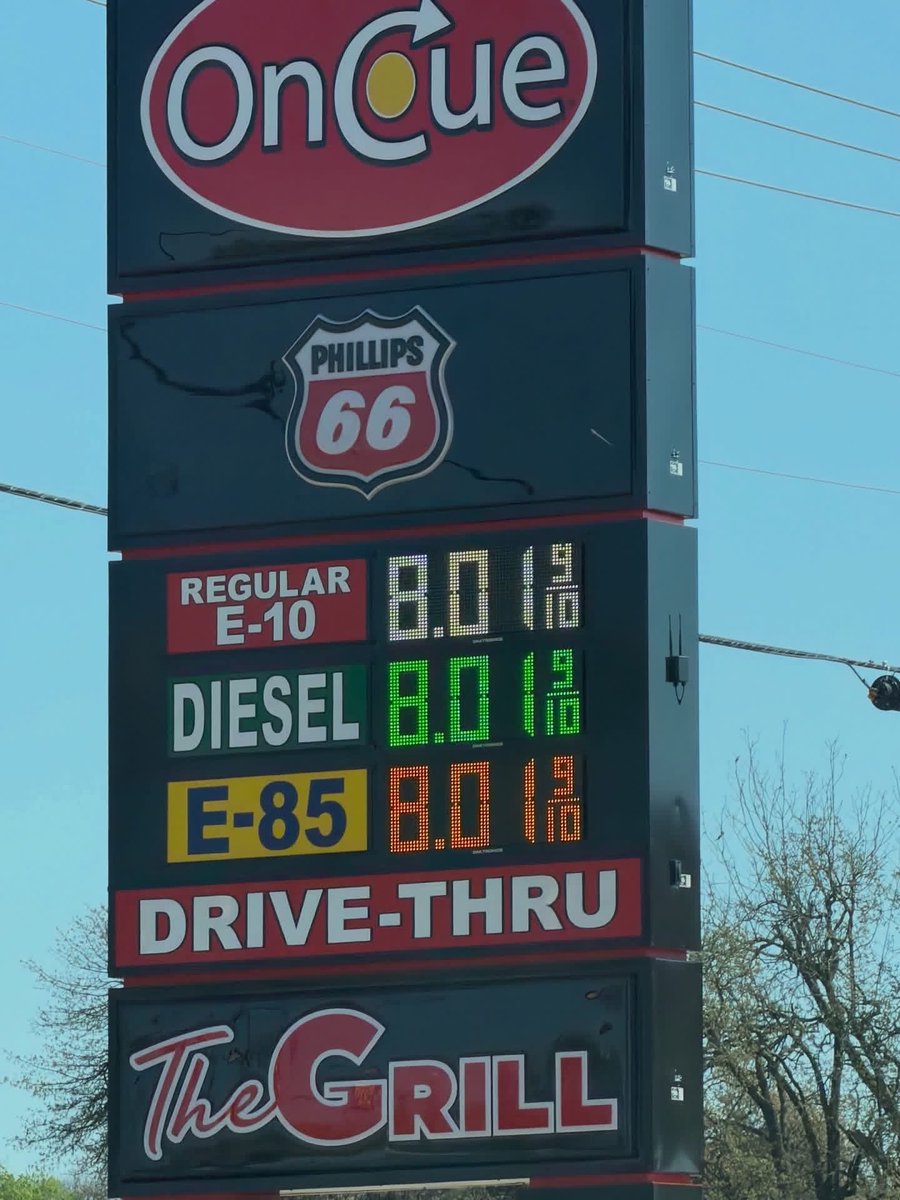 OnCue
PHILLIPS
66
REGULAR
E-10
8.01 9/10
DIESEL
8.01 9/10
E-85
8.01 9/10
DRIVE-THRU
The GRILL